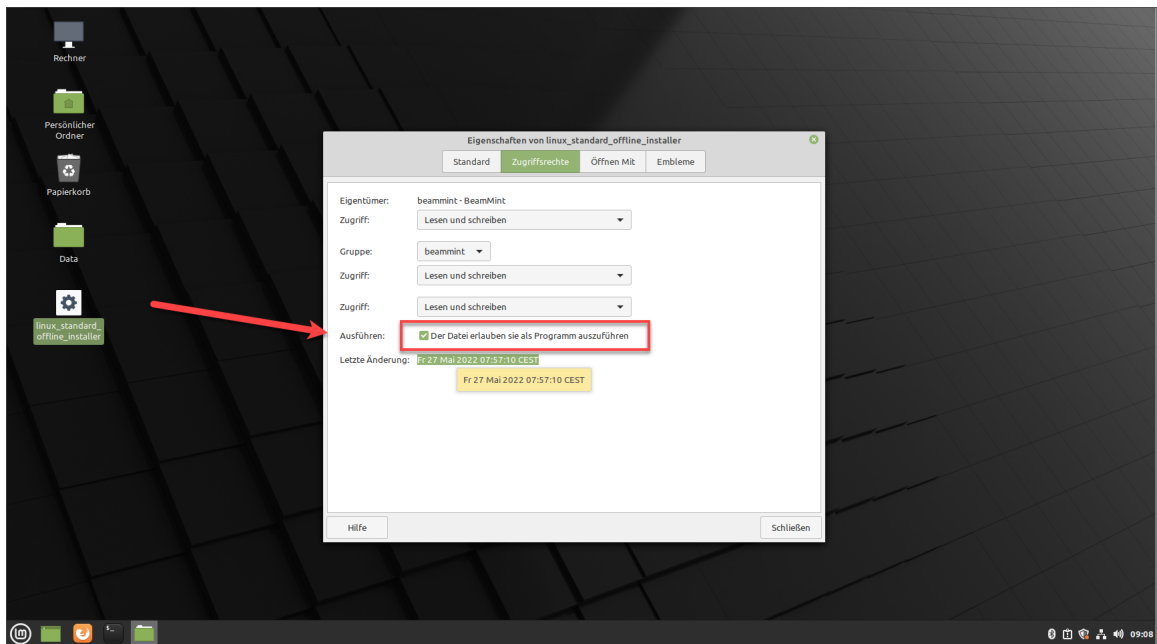 Rechner
Persönlicher
Ordner
Papierkorb
Data
linux_standard_
offline_installer
Eigenschaften von linux_standard_offline_installer
Standard Zugriffsrechte Öffnen Mit Embleme
Eigentümer: beammint - BeamMint
Zugriff: Lesen und schreiben
Gruppe: beammint
Zugriff: Lesen und schreiben
Zugriff: Lesen und schreiben
Ausführen: Der Datei erlauben sie als Programm auszuführen
Letzte Änderung: Fr 27 Mai 2022 07:57:10 CEST
Fr 27 Mai 2022 07:57:10 CEST
Hilfe Schließen
09:08